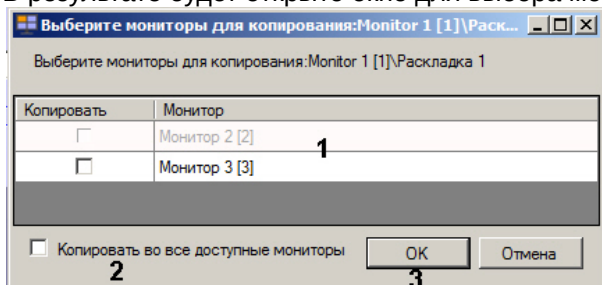 В результате будет открыто окно для выбора мо
Выберите мониторы для копирования:Monitor 1 [1]\Раск...
Выберите мониторы для копирования:Monitor 1 [1]\Раскладка 1
Копировать Монитор
Монитор 2 [2]
1
Монитор 3 [3]
Копировать во все доступные мониторы OK Отмена
2 3